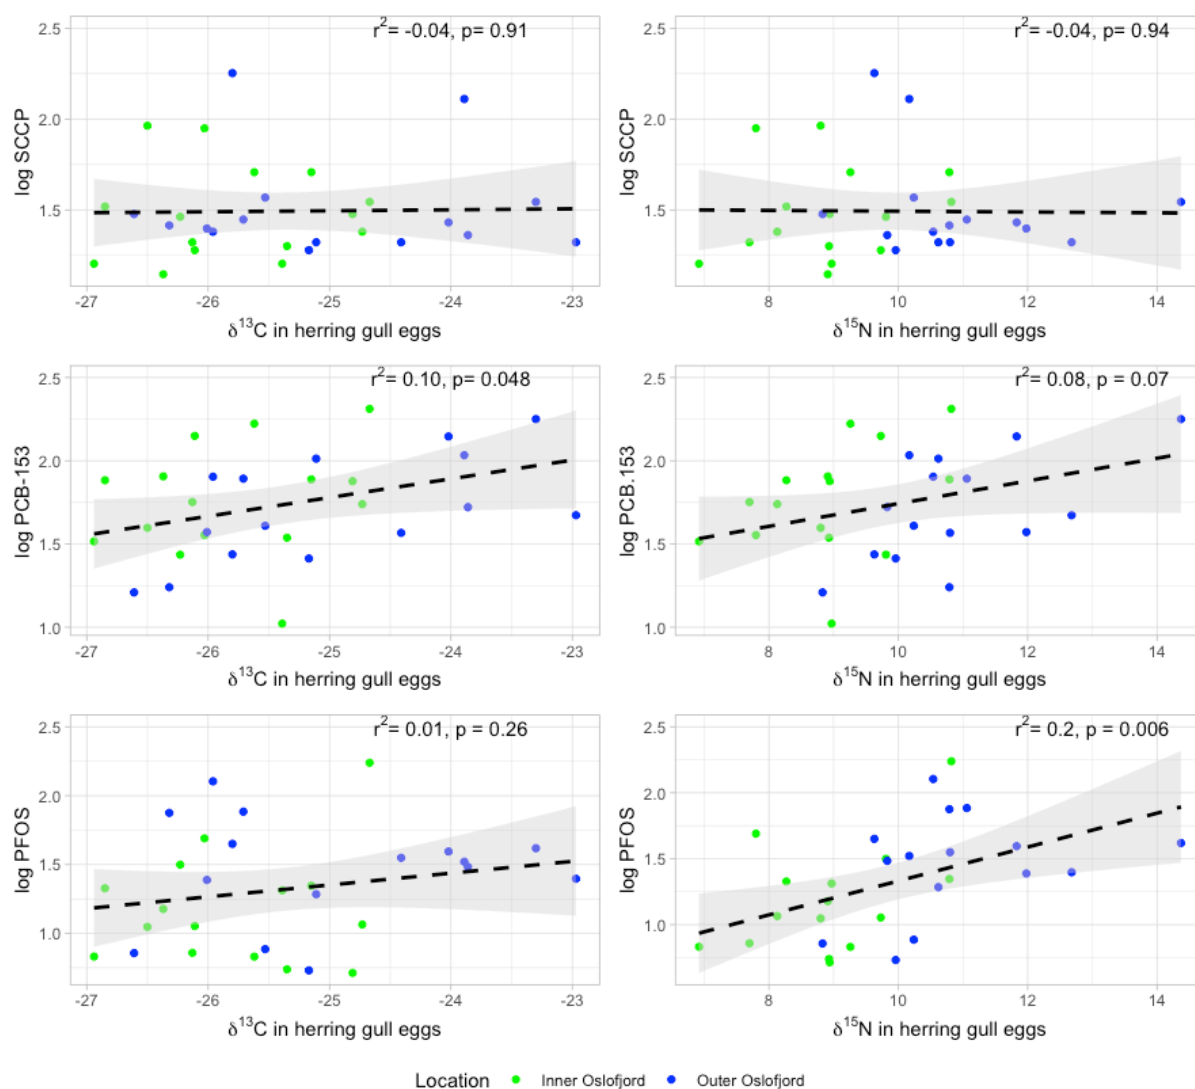 r²= -0.04, p= 0.91
2.5
2.0
1.5
log SCCP
-27 -26 -25 -24 -23
δ¹³C in herring gull eggs
r²= -0.04, p= 0.94
2.5
2.0
1.5
log SCCP
8 10 12 14
δ¹⁵N in herring gull eggs
r²= 0.10, p= 0.048
2.5
2.0
1.5
1.0
log PCB-153
-27 -26 -25 -24 -23
δ¹³C in herring gull eggs
r²= 0.08, p = 0.07
2.5
2.0
1.5
1.0
log PCB.153
8 10 12 14
δ¹⁵N in herring gull eggs
r²= 0.01, p = 0.26
2.5
2.0
1.5
1.0
log PFOS
-27 -26 -25 -24 -23
δ¹³C in herring gull eggs
r²= 0.2, p = 0.006
2.5
2.0
1.5
1.0
log PFOS
8 10 12 14
δ¹⁵N in herring gull eggs
Location Inner Oslofjord Outer Oslofjord